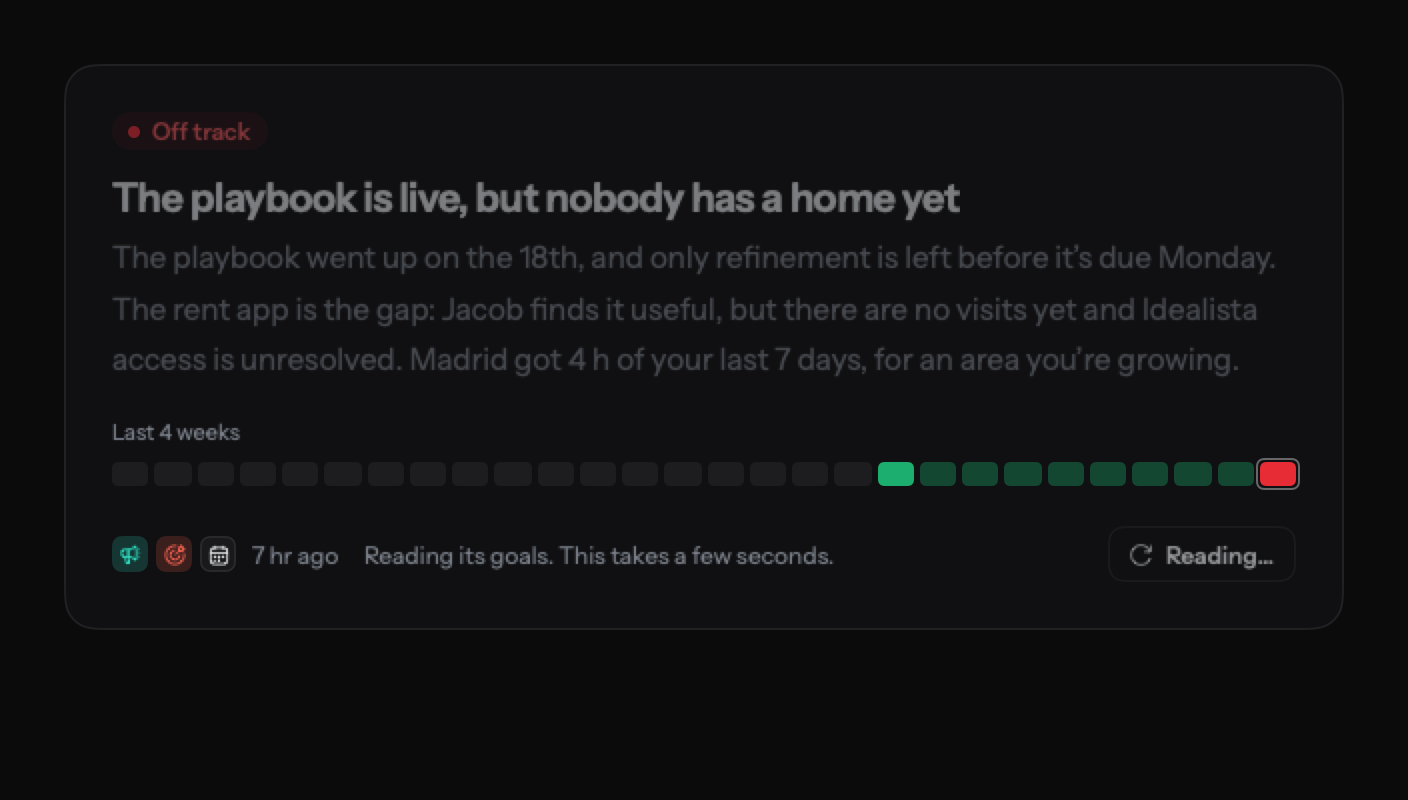 Off track
The playbook is live, but nobody has a home yet
The playbook went up on the 18th, and only refinement is left before it’s due Monday.
The rent app is the gap: Jacob finds it useful, but there are no visits yet and Idealista
access is unresolved. Madrid got 4 h of your last 7 days, for an area you’re growing.
Last 4 weeks
7 hr ago Reading its goals. This takes a few seconds. Reading...